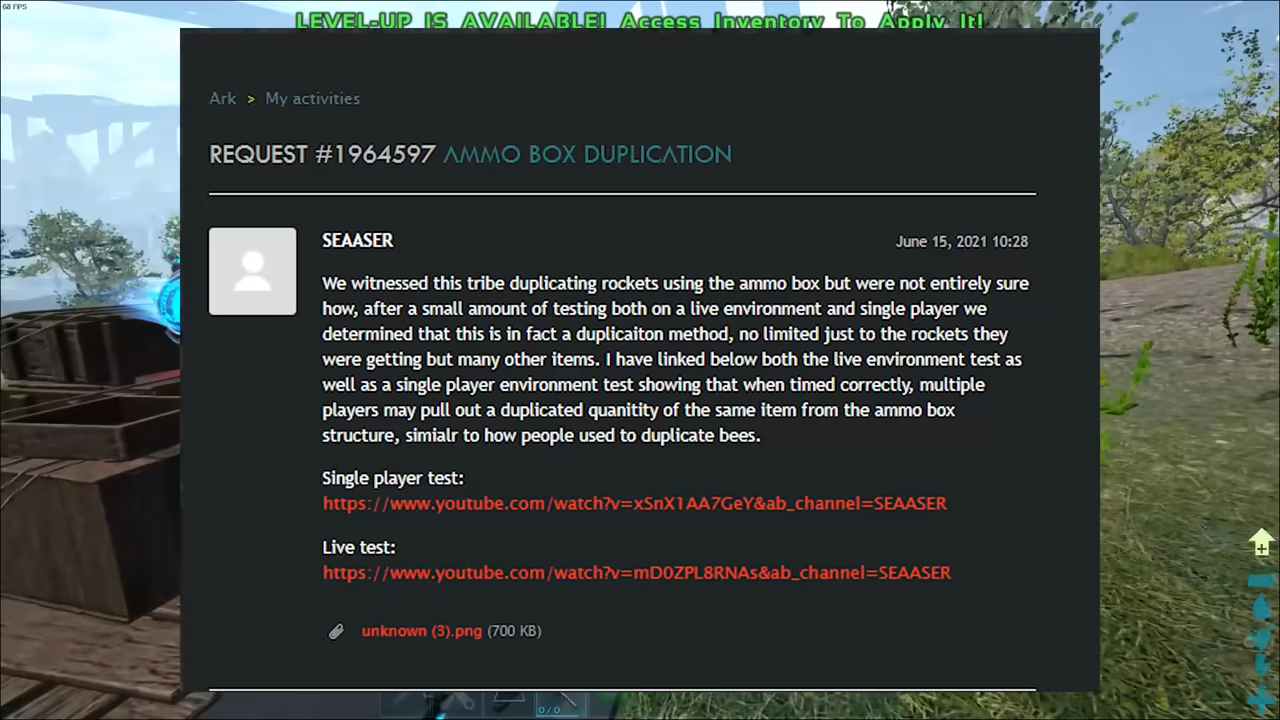 68 FPS
LEVEL-UP IS AVAILABLE! Access Inventory To Apply It!
Ark > My activities
REQUEST #1964597 AMMO BOX DUPLICATION
SEAASER
June 15, 2021 10:28
We witnessed this tribe duplicating rockets using the ammo box but were not entirely sure
how, after a small amount of testing both on a live environment and single player we
determined that this is in fact a duplicaiton method, no limited just to the rockets they
were getting but many other items. I have linked below both the live environment test as
well as a single player environment test showing that when timed correctly, multiple
players may pull out a duplicated quanitity of the same item from the ammo box
structure, simialr to how people used to duplicate bees.
Single player test:
https://www.youtube.com/watch?v=xSnX1AA7GeY&ab_channel=SEAASER
Live test:
https://www.youtube.com/watch?v=mD0ZPL8RNAs&ab_channel=SEAASER
unknown (3).png (700 KB)
0/0